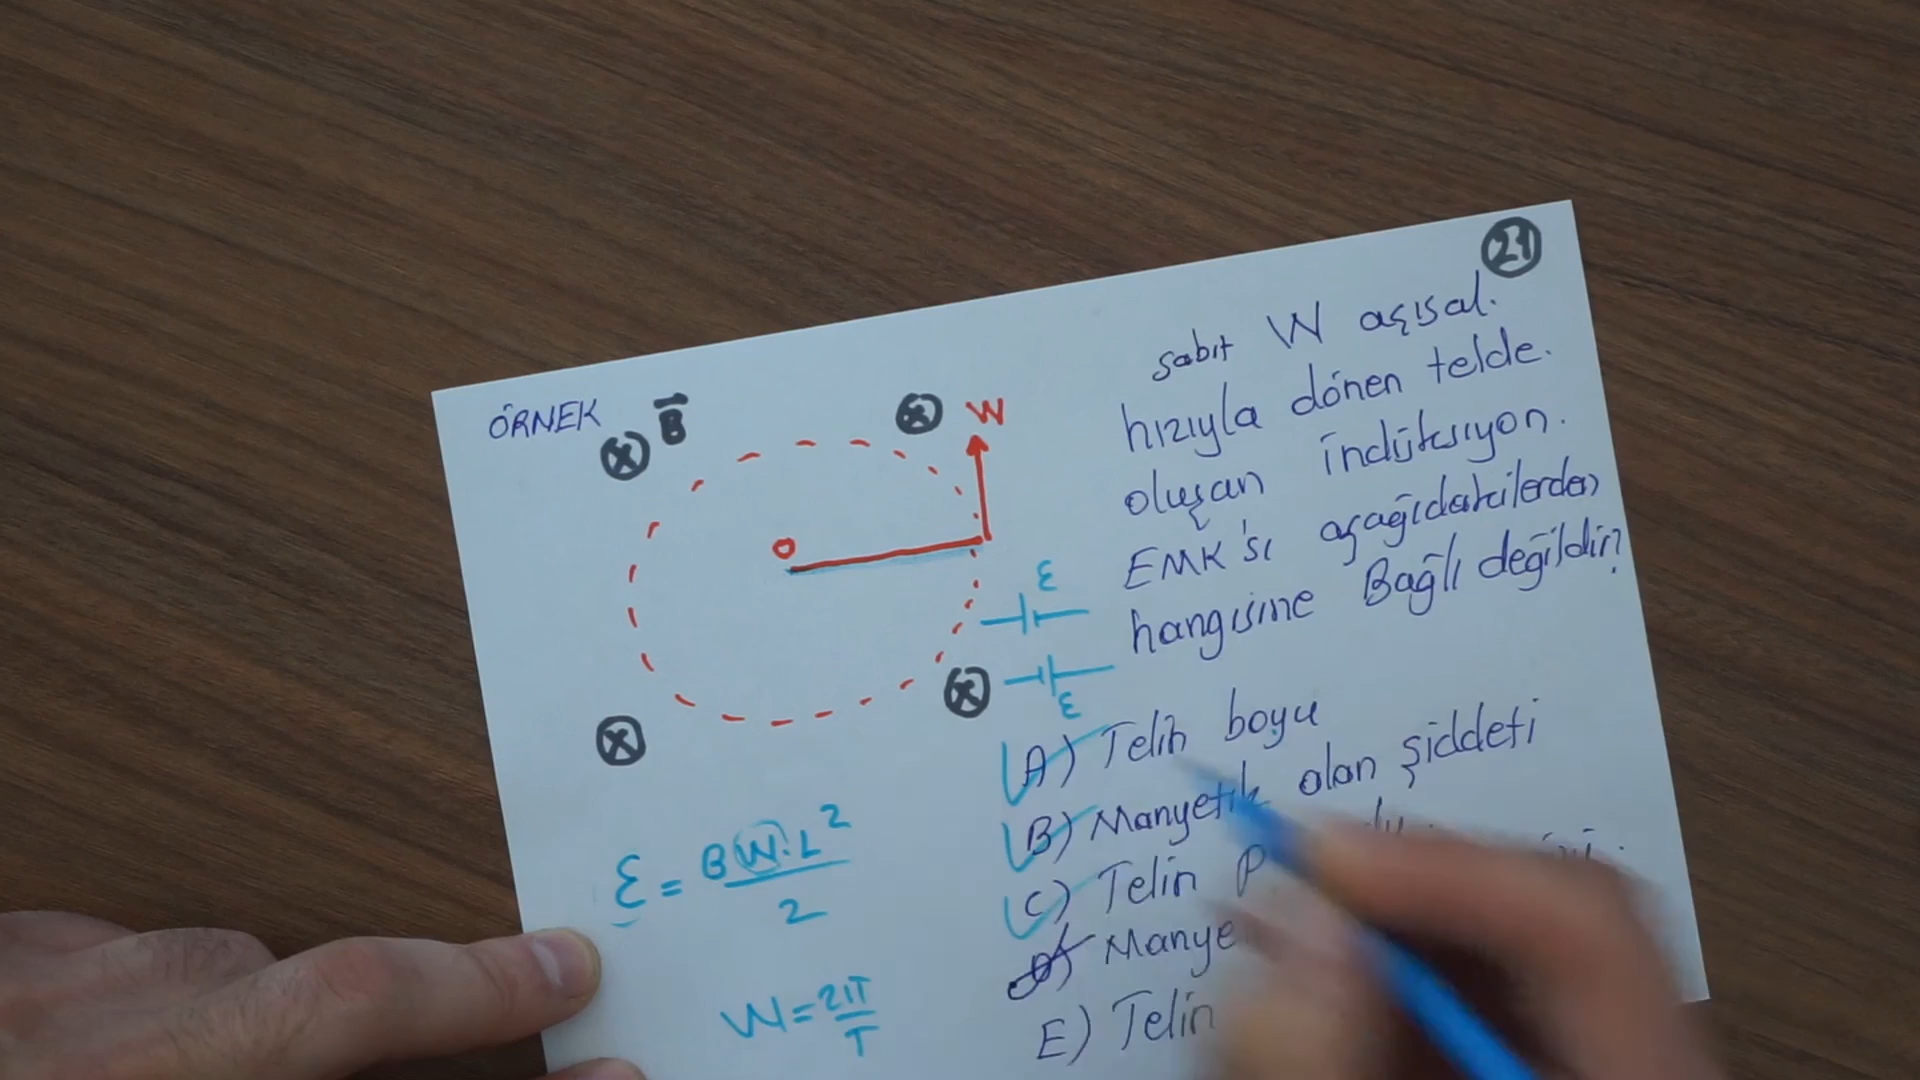 21
ÖRNEK
B
W
O
sabit W açısal.
hızıyla dönen telde.
oluşan İndüksiyon.
EMK'sı aşağıdakilerden
hangisine Bağlı değildir?
ε
ε
A) Telin boyu
B) Manyetik alan şiddeti
C) Telin
D)
E) Telin
ε = BW.L²
2
W = 2π
T